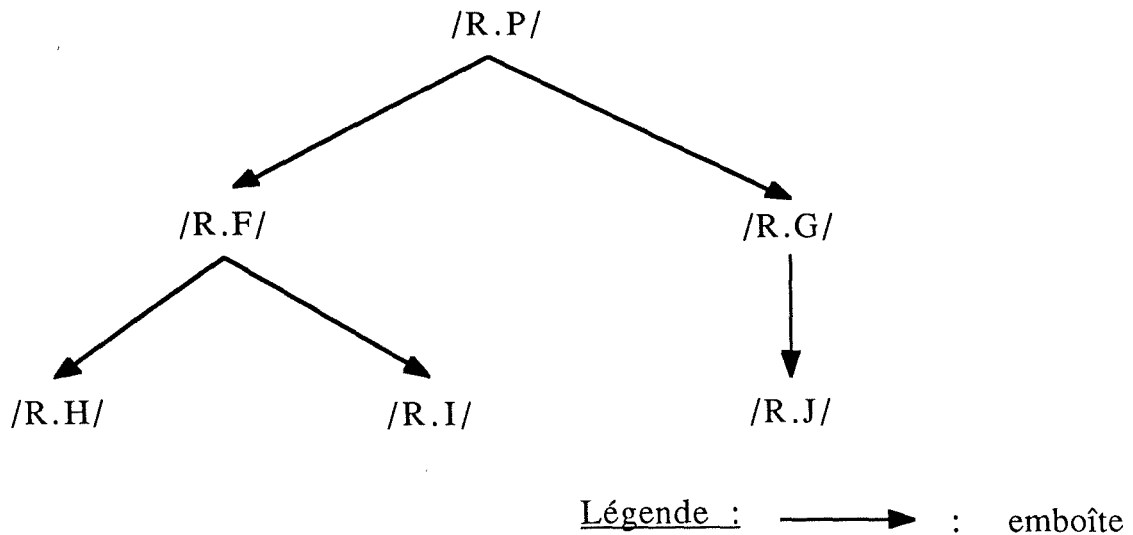 /R.P/
/R.F/ /R.G/
/R.H/ /R.I/ /R.J/
Légende : : emboîte